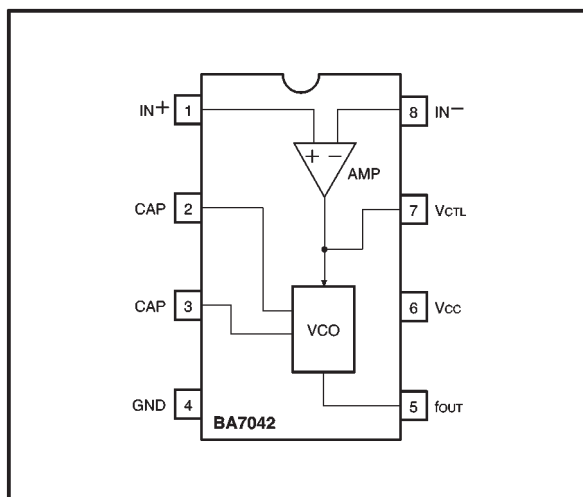 IN+ 1 8 IN−
+ −
AMP
CAP 2 7 VCTL
CAP 3 6 VCC
VCO
GND 4 5 fOUT
BA7042